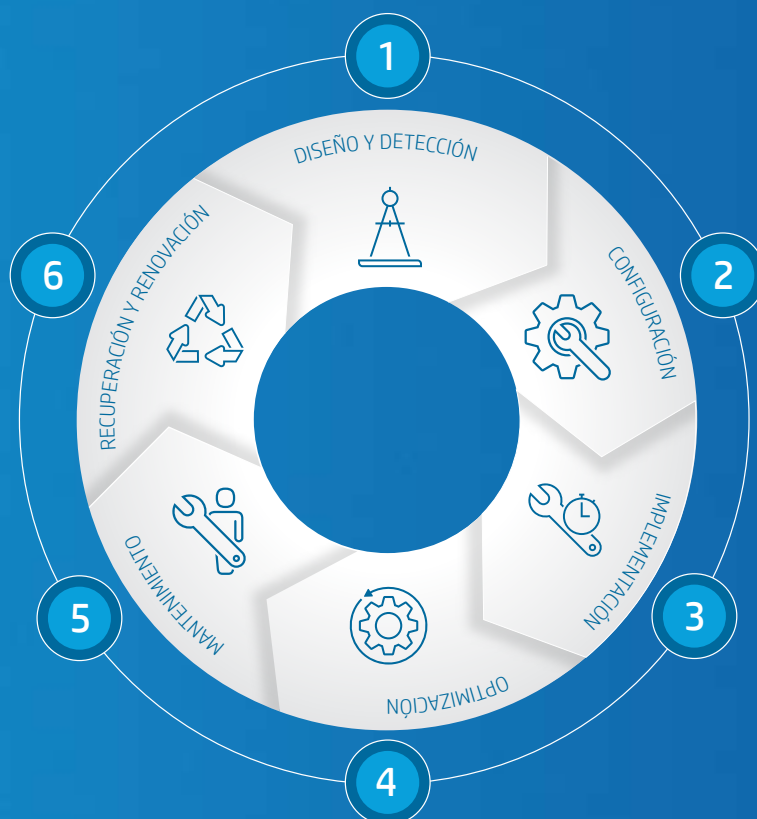 1
DISEÑO Y DETECCIÓN
2
CONFIGURACIÓN
3
IMPLEMENTACIÓN
4
OPTIMIZACIÓN
5
MANTENIMIENTO
6
RECUPERACIÓN Y RENOVACIÓN